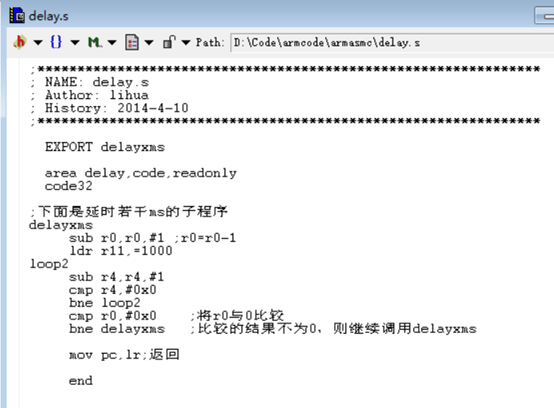 delay.s
Path: D:\Code\armcode\armasmc\delay.s
;***************************************************************
; NAME: delay.s
; Author: lihua
; History: 2014-4-10
;***************************************************************
EXPORT delayxms
area delay,code,readonly
code32
;下面是延时若干ms的子程序
delayxms
sub r0,r0,#1 ;r0=r0-1
ldr r11,=1000
loop2
sub r4,r4,#1
cmp r4,#0x0
bne loop2
cmp r0,#0x0 ;将r0与0比较
bne delayxms ;比较的结果不为0、则继续调用delayxms
mov pc,lr;返回
end